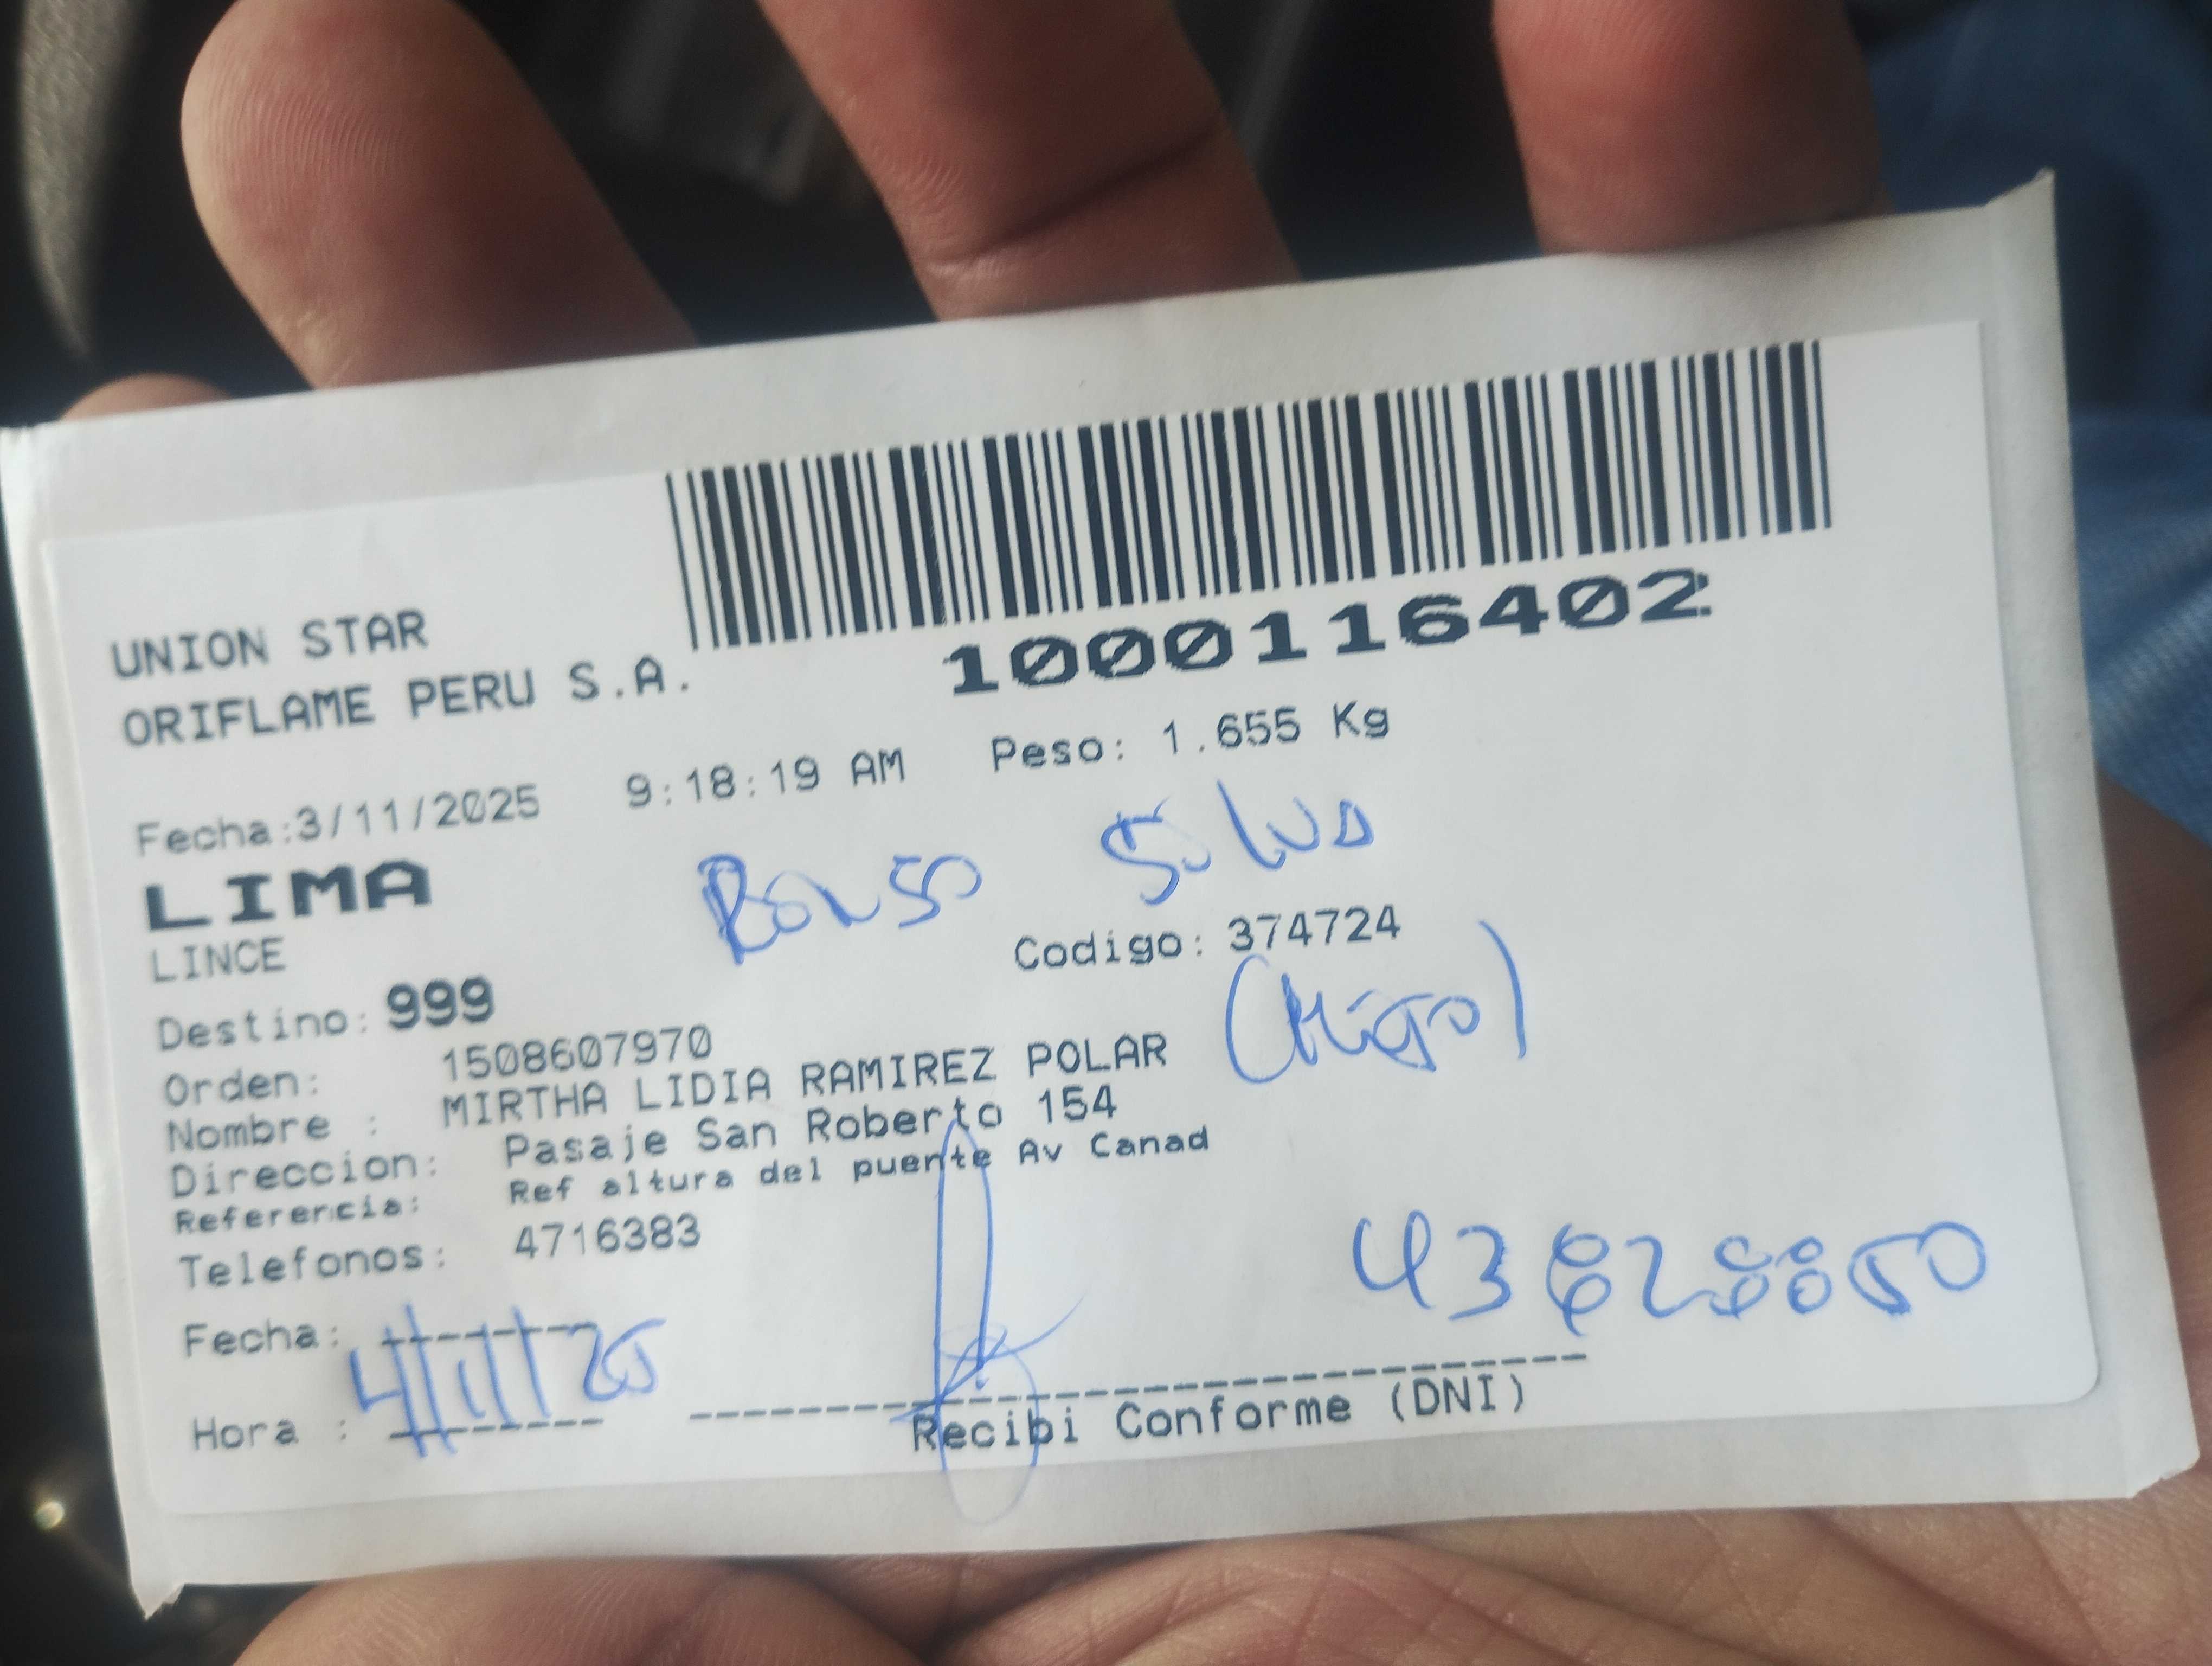 1000116402
UNION STAR
ORIFLAME PERU S.A.
Fecha:3/11/2025 9:18:19 AM Peso: 1.655 Kg
LIMA
LINCE
Codigo: 374724
Destino: 999
Orden: 1508607970
Nombre : MIRTHA LIDIA RAMIREZ POLAR
Direccion: Pasaje San Roberto 154
Referencia: Ref altura del puente Av Canad
Telefonos: 4716383
Fecha: 4/11/25
Hora :
Recibi Conforme (DNI)